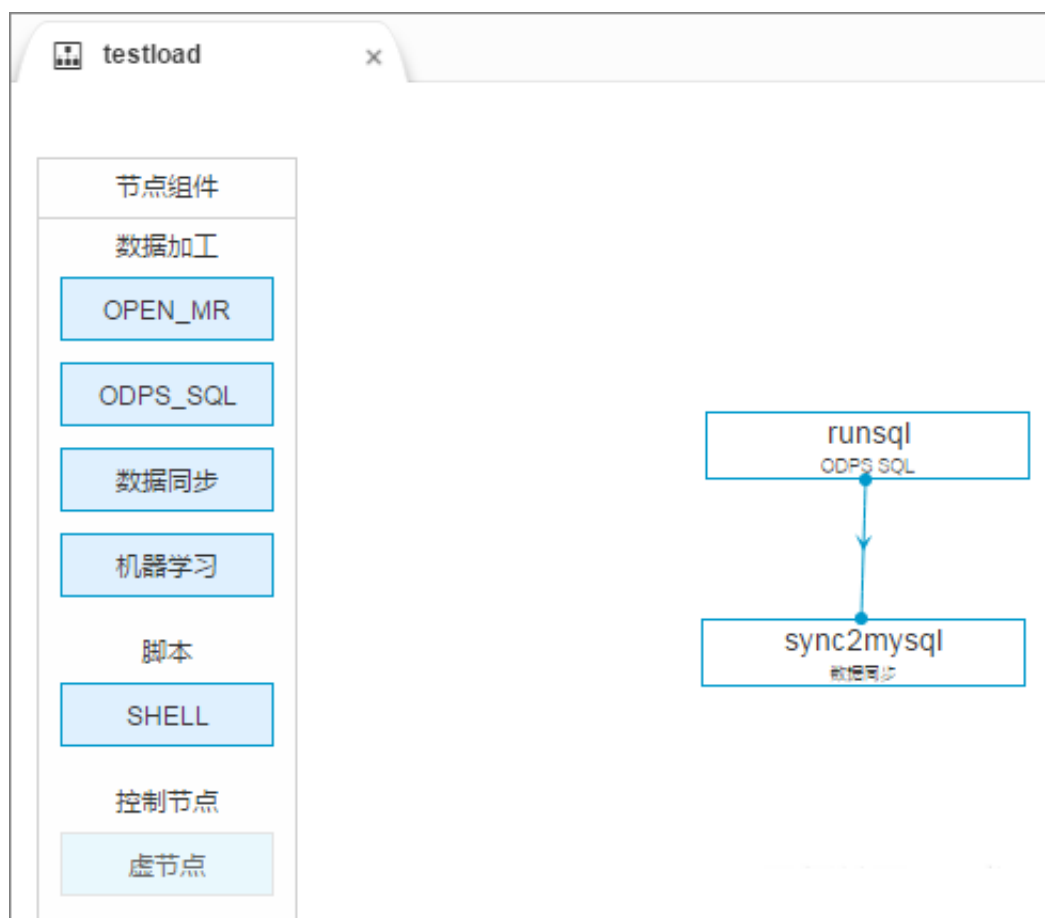 testload
节点组件
数据加工
OPEN_MR
ODPS_SQL
数据同步
机器学习
脚本
SHELL
控制节点
虚节点
runsql
ODPS SQL
sync2mysql
数据同步